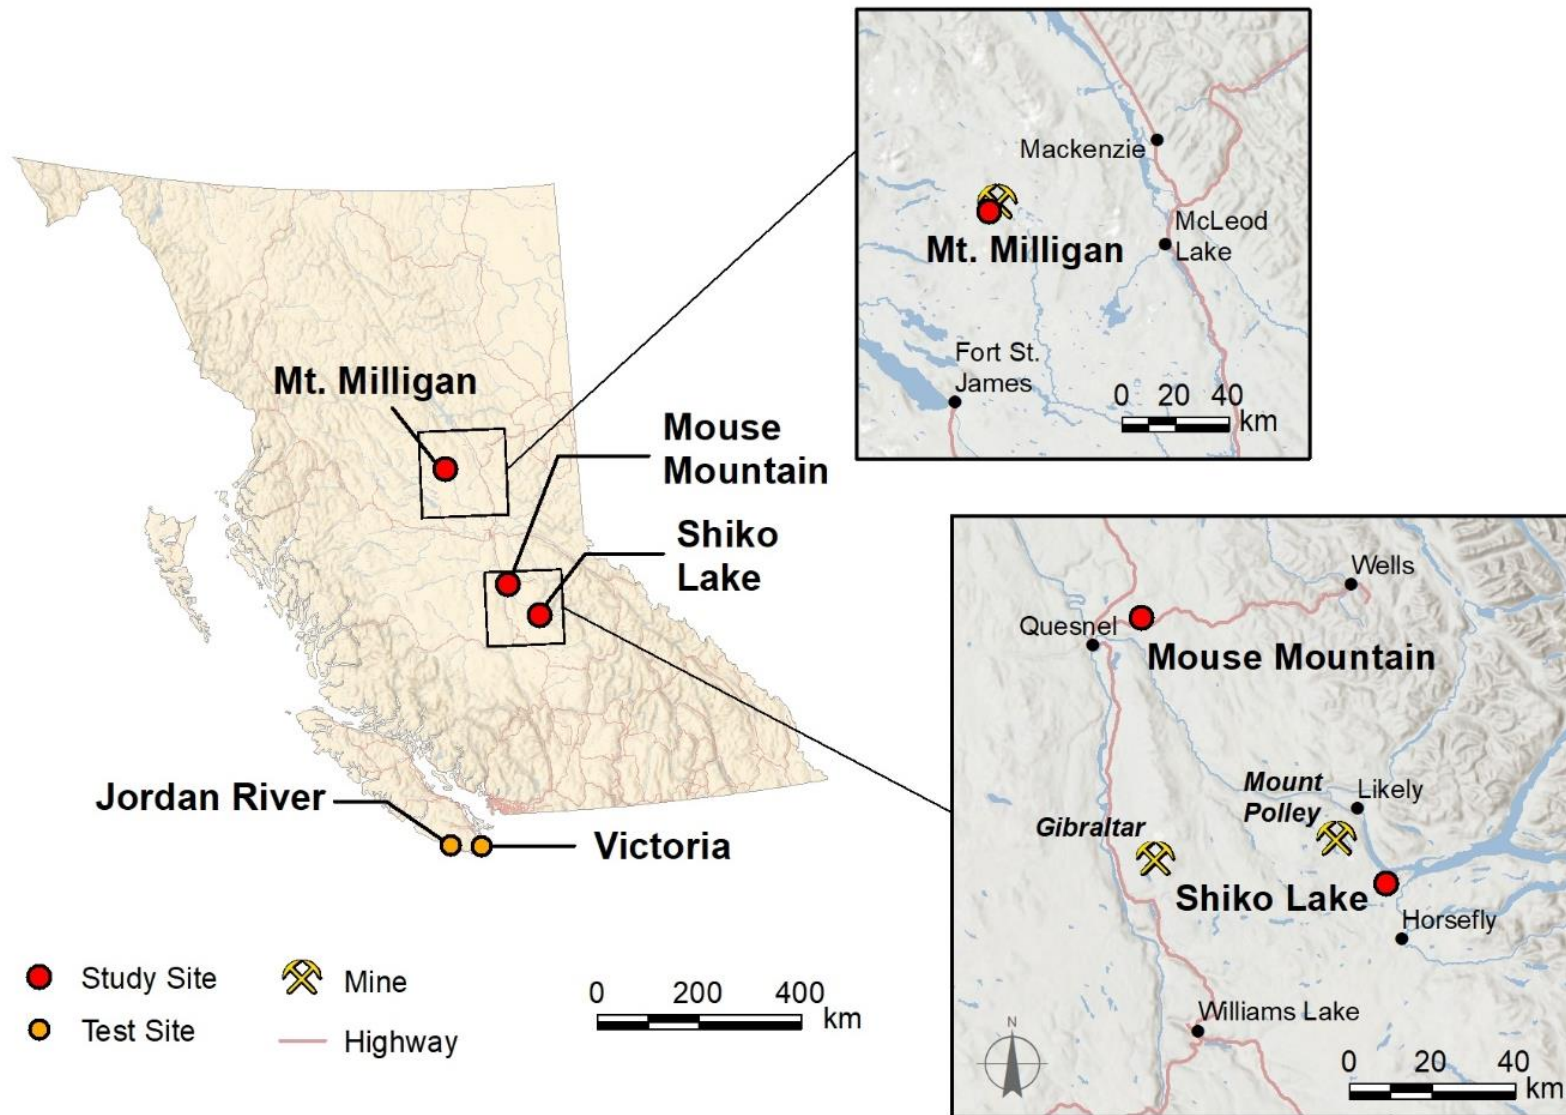 Mt. Milligan
Mouse
Mountain
Shiko
Lake
Jordan River
Victoria
Study Site
Test Site
Mine
Highway
0 200 400
km
Mackenzie
McLeod
Lake
Mt. Milligan
Fort St.
James
0 20 40
km
Wells
Quesnel
Mouse Mountain
Mount
Polley
Likely
Gibraltar
Shiko Lake
Horsefly
Williams Lake
N
0 20 40
km